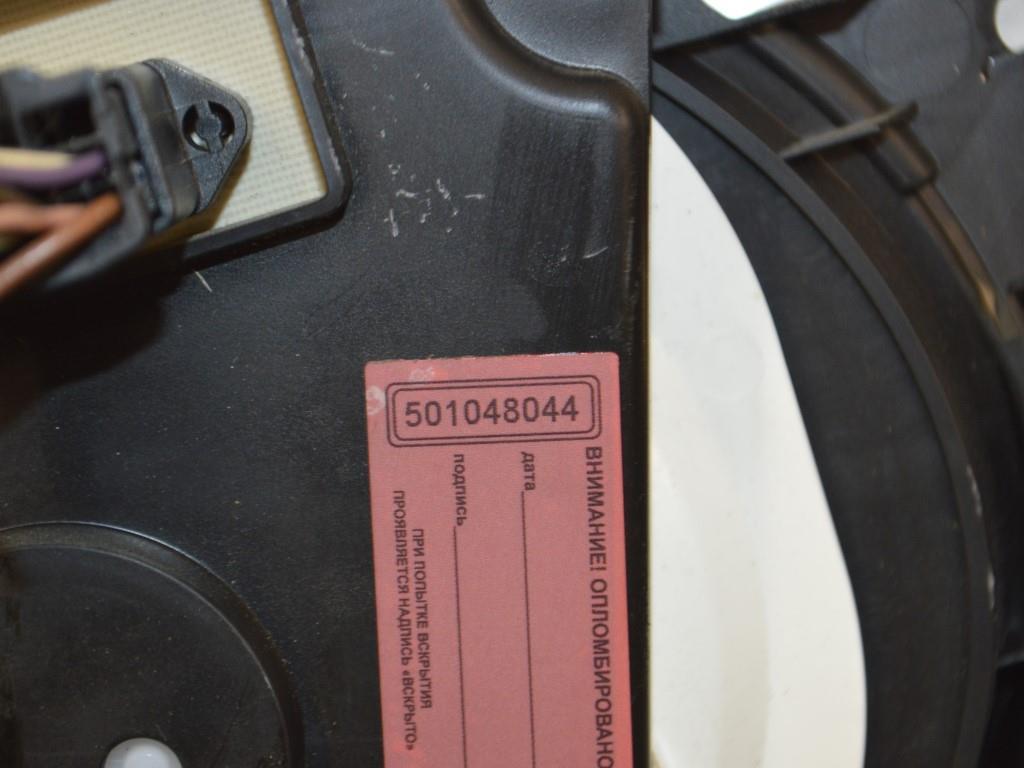 501048044
ВНИМАНИЕ! ОПЛОМБИРОВАНО
дата
подпись
ПРИ ПОПЫТКЕ ВСКРЫТИЯ
ПРОЯВЛЯЕТСЯ НАДПИСЬ «ВСКРЫТО»